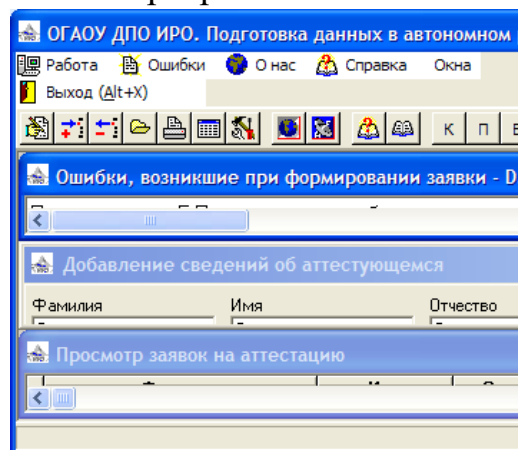 ОГАОУ ДПО ИРО. Подготовка данных в автономном
Работа Ошибки О нас Справка Окна
Выход (Alt+X)
К П
Ошибки, возникшие при формировании заявки - D
Добавление сведений об аттестующемся
Фамилия Имя Отчество
Просмотр заявок на аттестацию